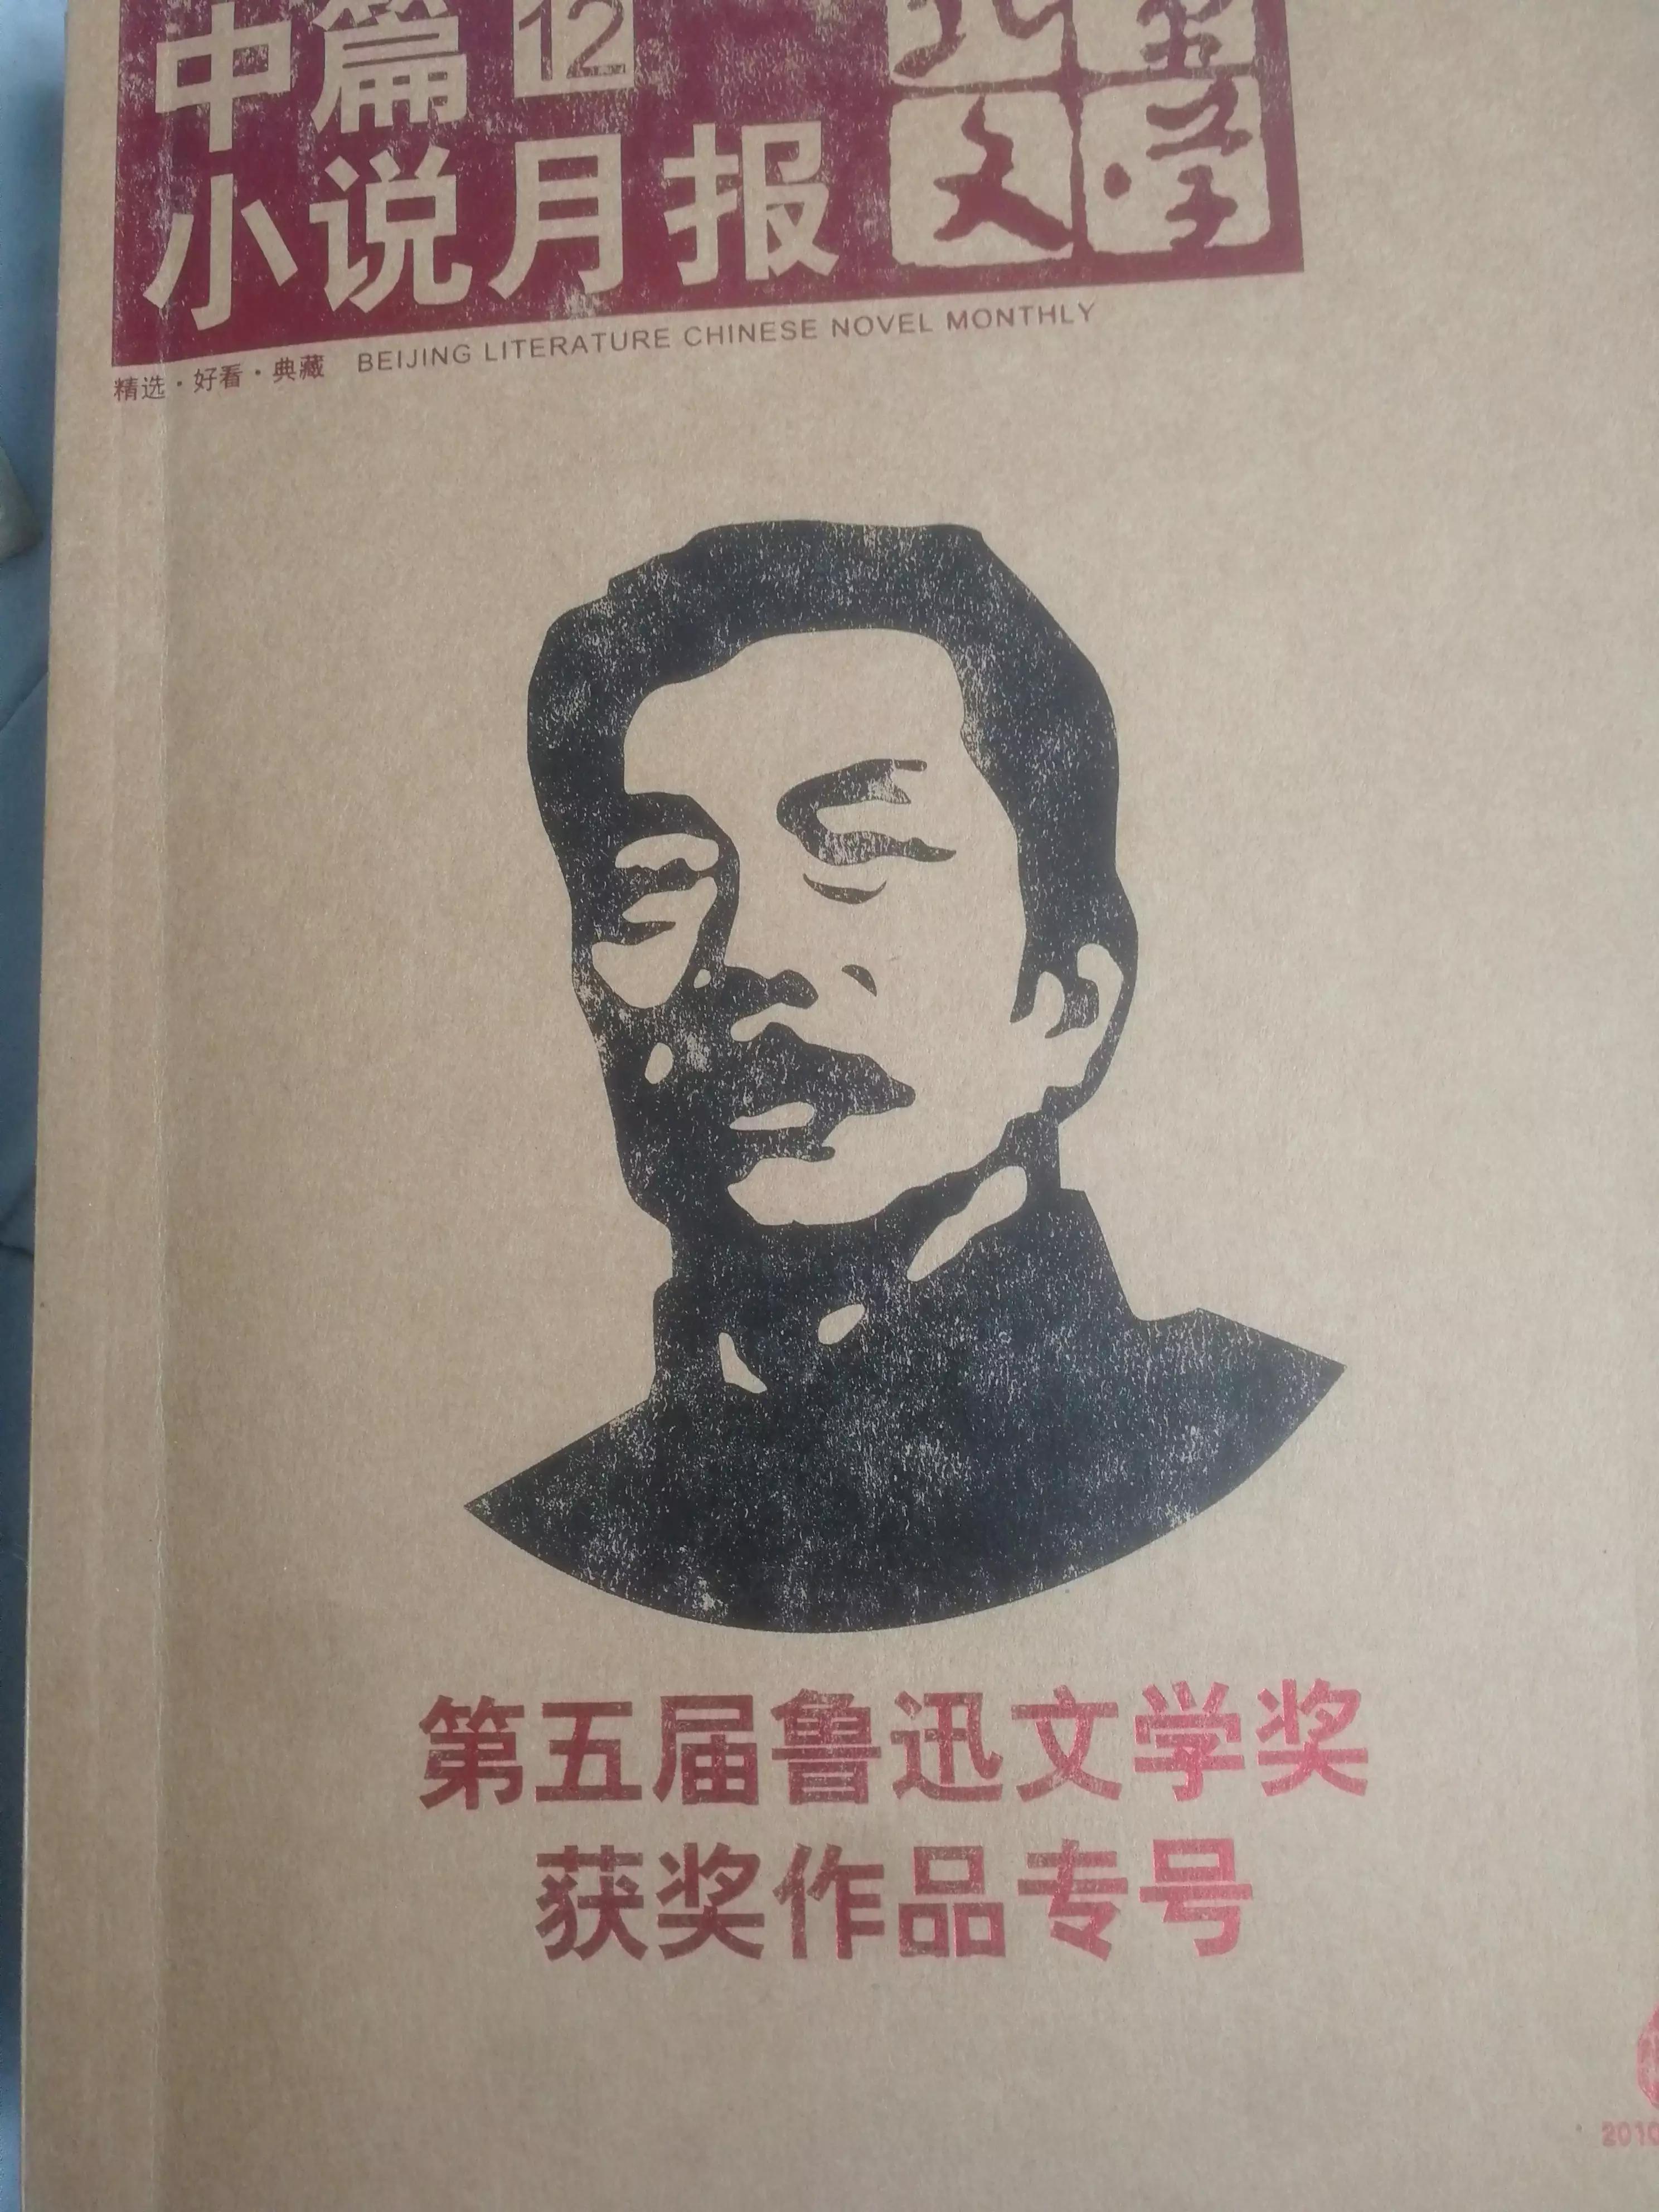 中篇 12
小说月报
北京
文学
精选·好看·典藏 BEIJING LITERATURE CHINESE NOVEL MONTHLY
第五届鲁迅文学奖
获奖作品专号
2010